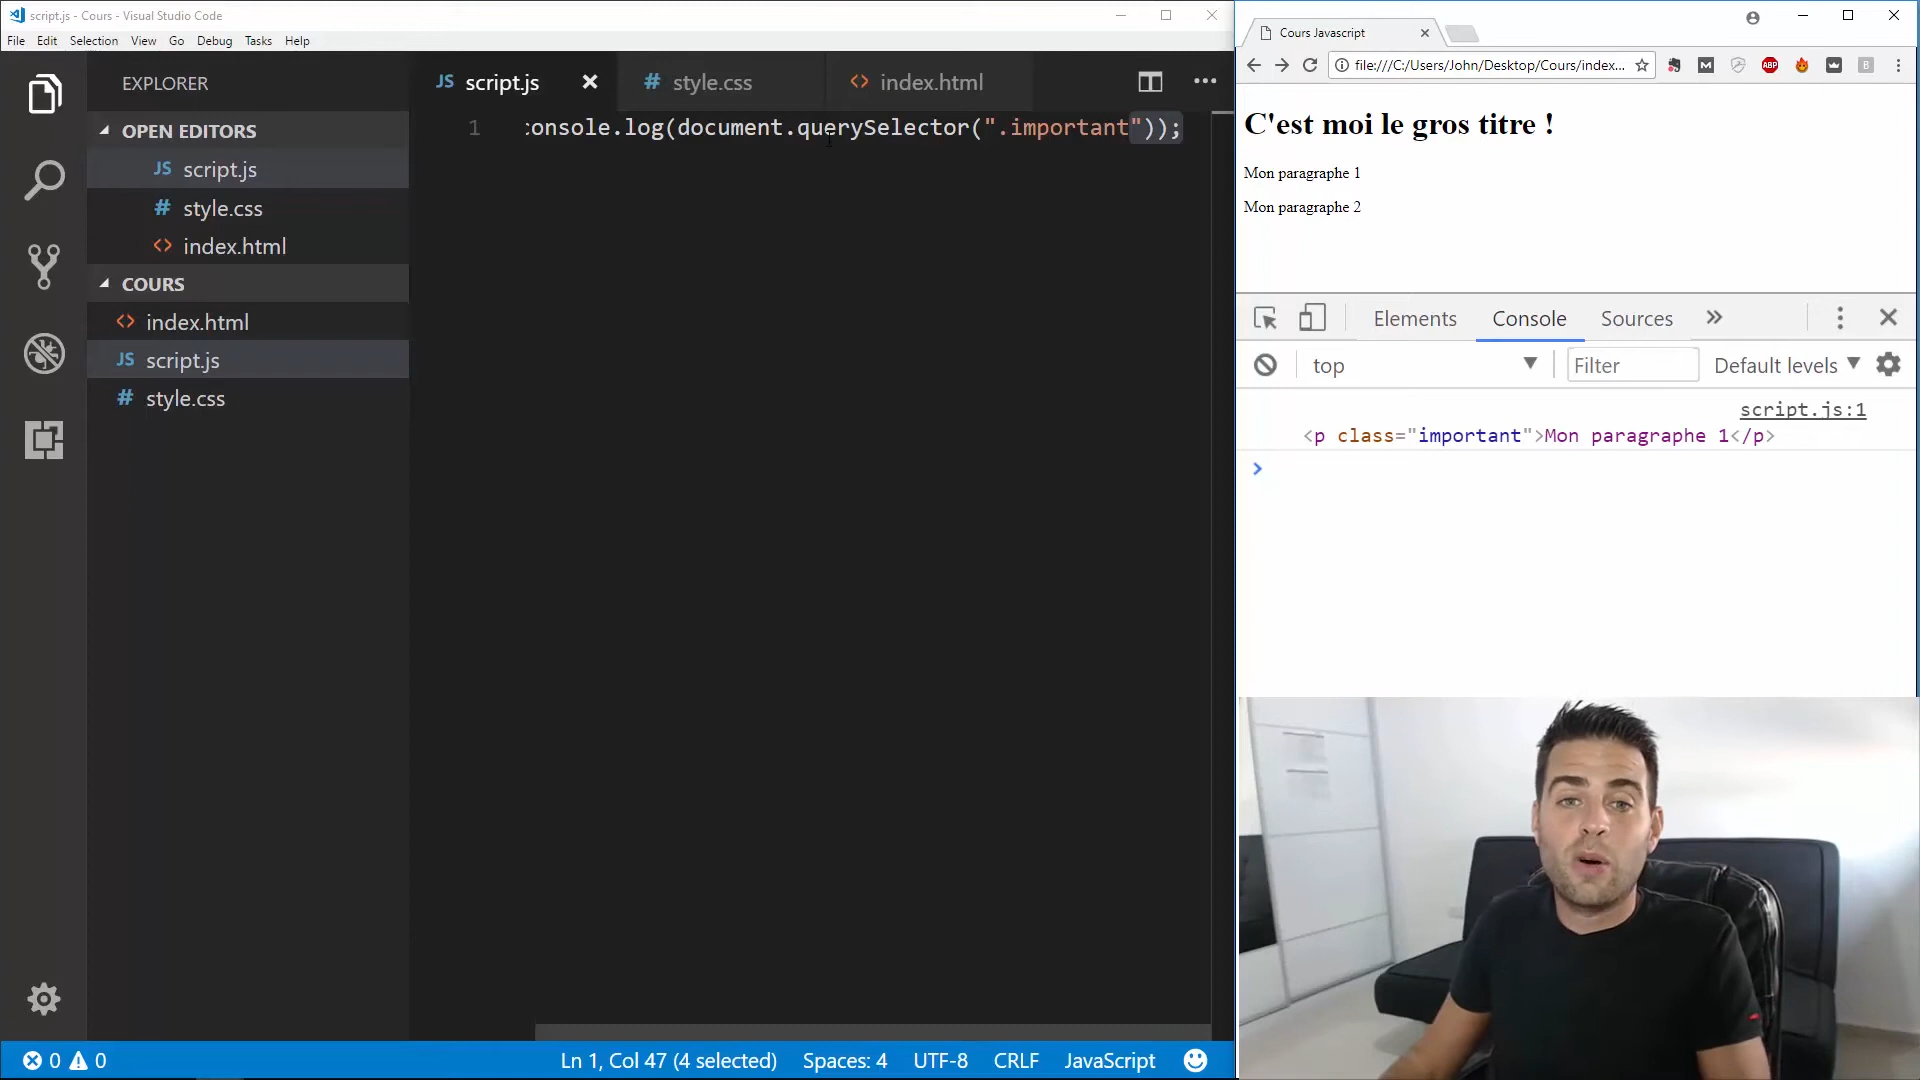 script.js - Cours - Visual Studio Code
File Edit Selection View Go Debug Tasks Help
EXPLORER
OPEN EDITORS
JS script.js
# style.css
<> index.html
COURS
<> index.html
JS script.js
# style.css
JS script.js
# style.css
<> index.html
1 console.log(document.querySelector(".important"));
0 0
Ln 1, Col 47 (4 selected) Spaces: 4 UTF-8 CRLF JavaScript
Cours Javascript
file:///C:/Users/John/Desktop/Cours/index...
M ABP B
C'est moi le gros titre !
Mon paragraphe 1
Mon paragraphe 2
Elements Console Sources
top Filter Default levels
script.js:1
<p class="important">Mon paragraphe 1</p>